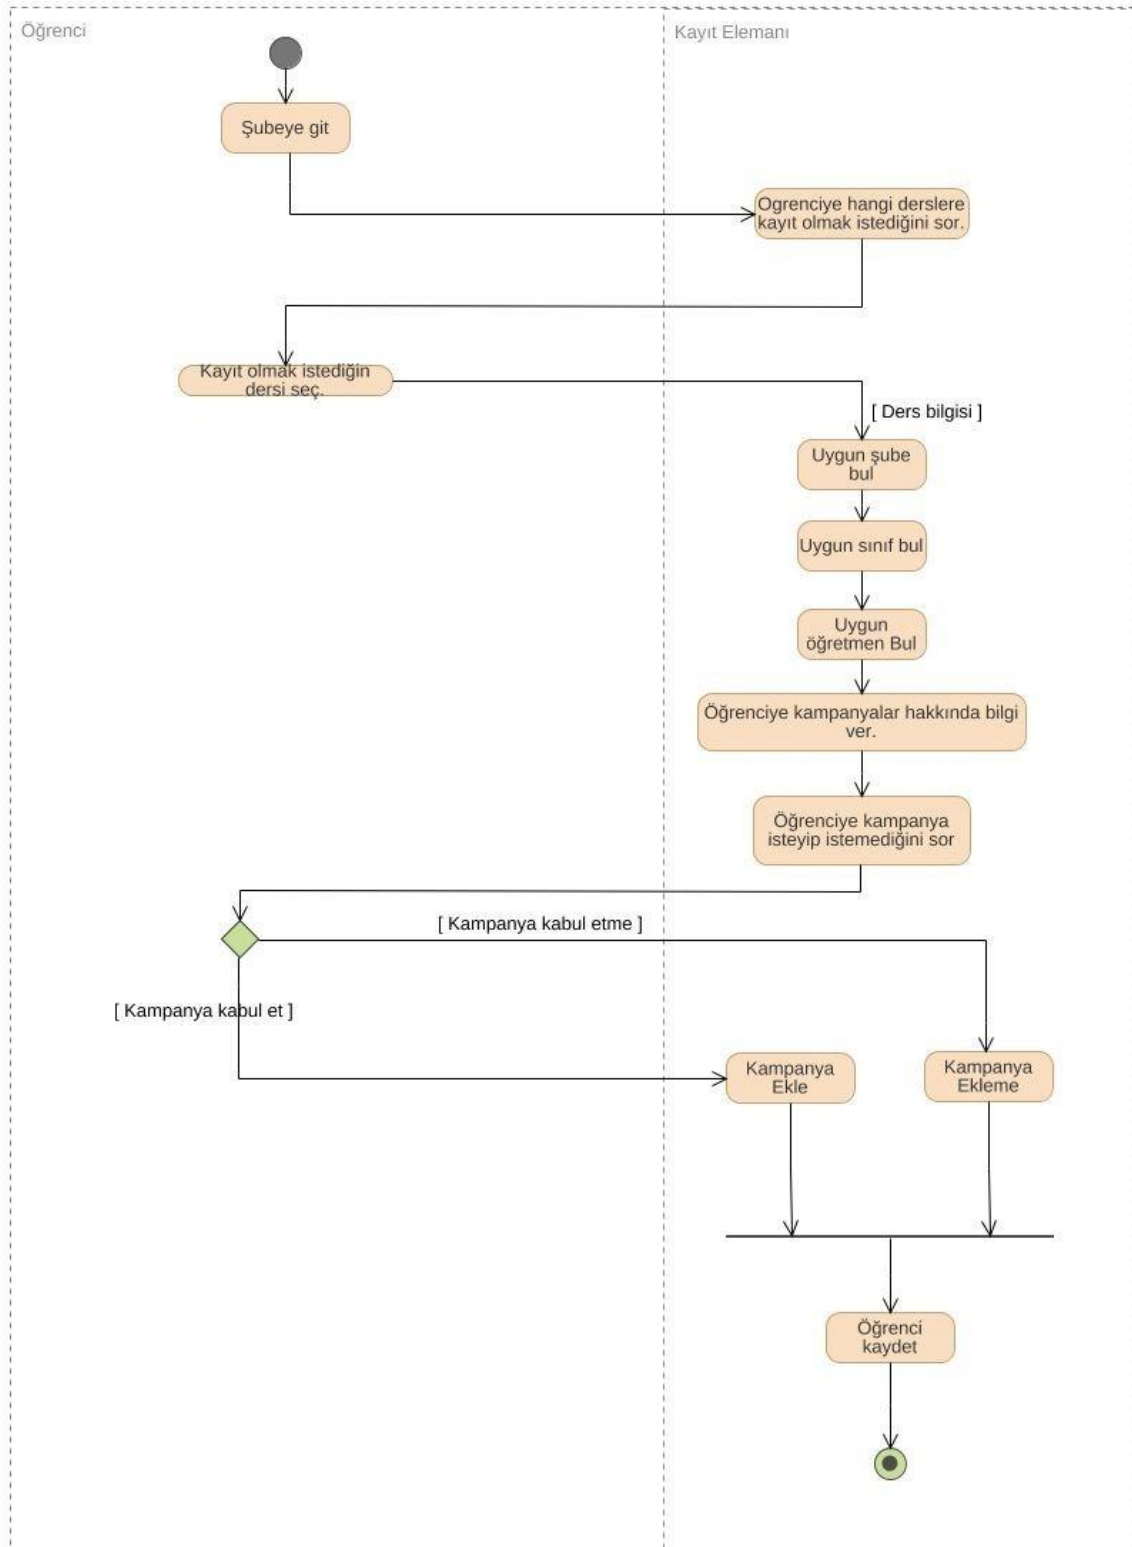 Öğrenci
Kayıt Elemanı
Şubeye git
Ogrenciye hangi derslere
kayıt olmak istediğini sor.
Kayıt olmak istediğin
dersi seç.
[ Ders bilgisi ]
Uygun şube
bul
Uygun sınıf bul
Uygun
öğretmen Bul
Öğrenciye kampanyalar hakkında bilgi
ver.
Öğrenciye kampanya
isteyip istemediğini sor
[ Kampanya kabul etme ]
[ Kampanya kabul et ]
Kampanya
Ekle
Kampanya
Ekleme
Öğrenci
kaydet